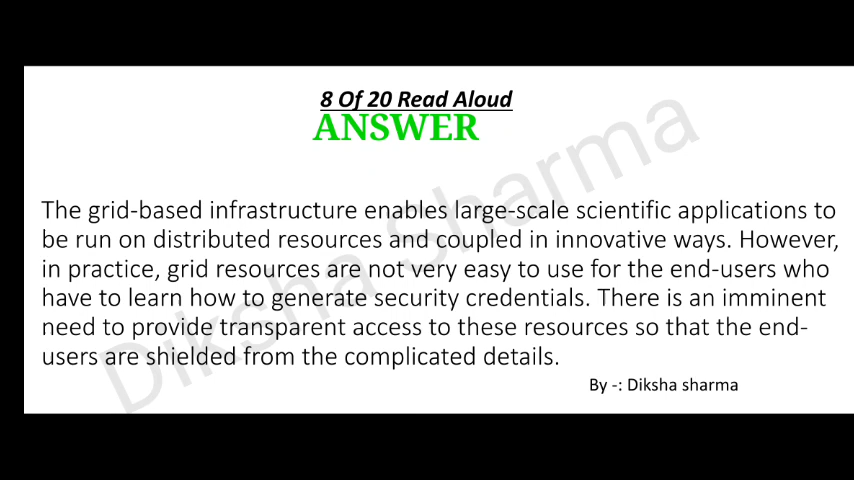 8 Of 20 Read Aloud
ANSWER
The grid-based infrastructure enables large-scale scientific applications to
be run on distributed resources and coupled in innovative ways. However,
in practice, grid resources are not very easy to use for the end-users who
have to learn how to generate security credentials. There is an imminent
need to provide transparent access to these resources so that the end-
users are shielded from the complicated details.
By -: Diksha sharma
Diksha Sharma